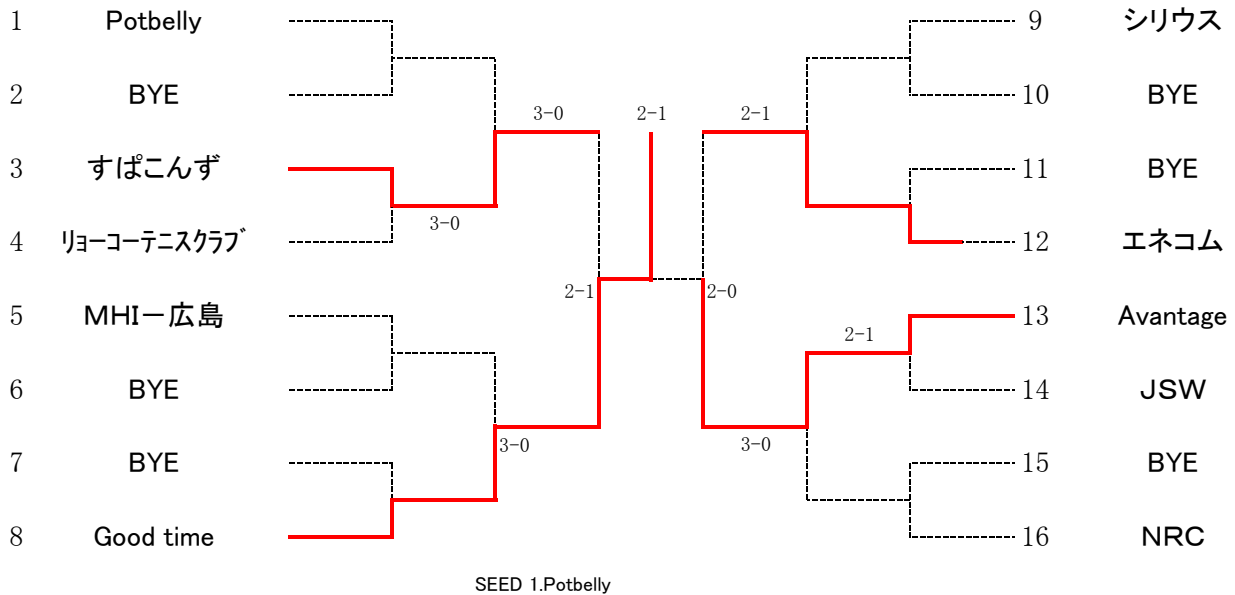 1 Potbelly
2 BYE
3 すぱこんず
4 ﾘｮｰｺｰﾃﾆｽｸﾗﾌﾞ
5 MHIー広島
6 BYE
7 BYE
8 Good time
3-0
3-0
2-1
3-0
2-1
2-1
2-0
2-1
3-0
9 シリウス
10 BYE
11 BYE
12 エネコム
13 Avantage
14 JSW
15 BYE
16 NRC
SEED 1.Potbelly